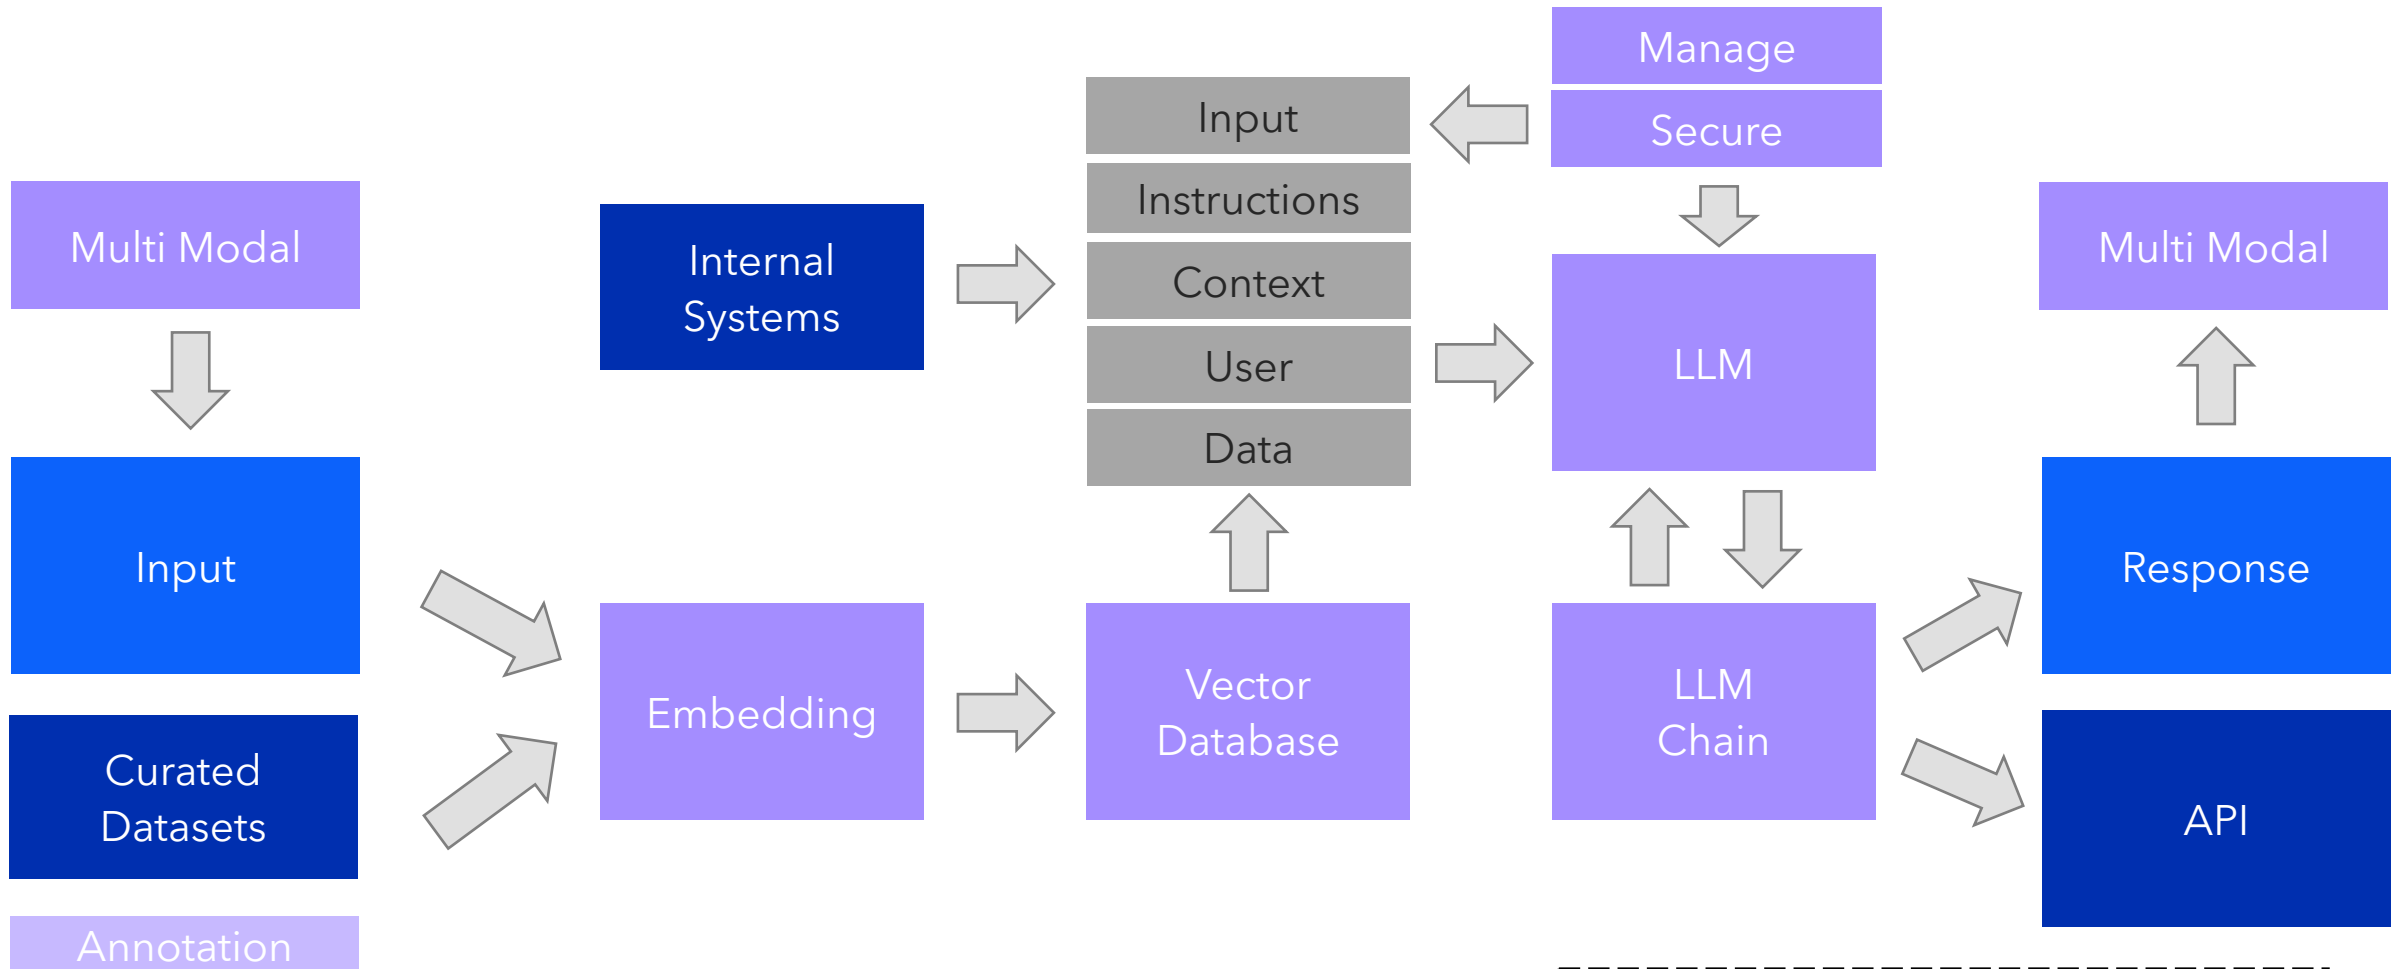 Multi Modal
Input
Curated
Datasets
Annotation
Internal
Systems
Embedding
Input
Instructions
Context
User
Data
Vector
Database
Manage
Secure
LLM
LLM
Chain
Multi Modal
Response
API